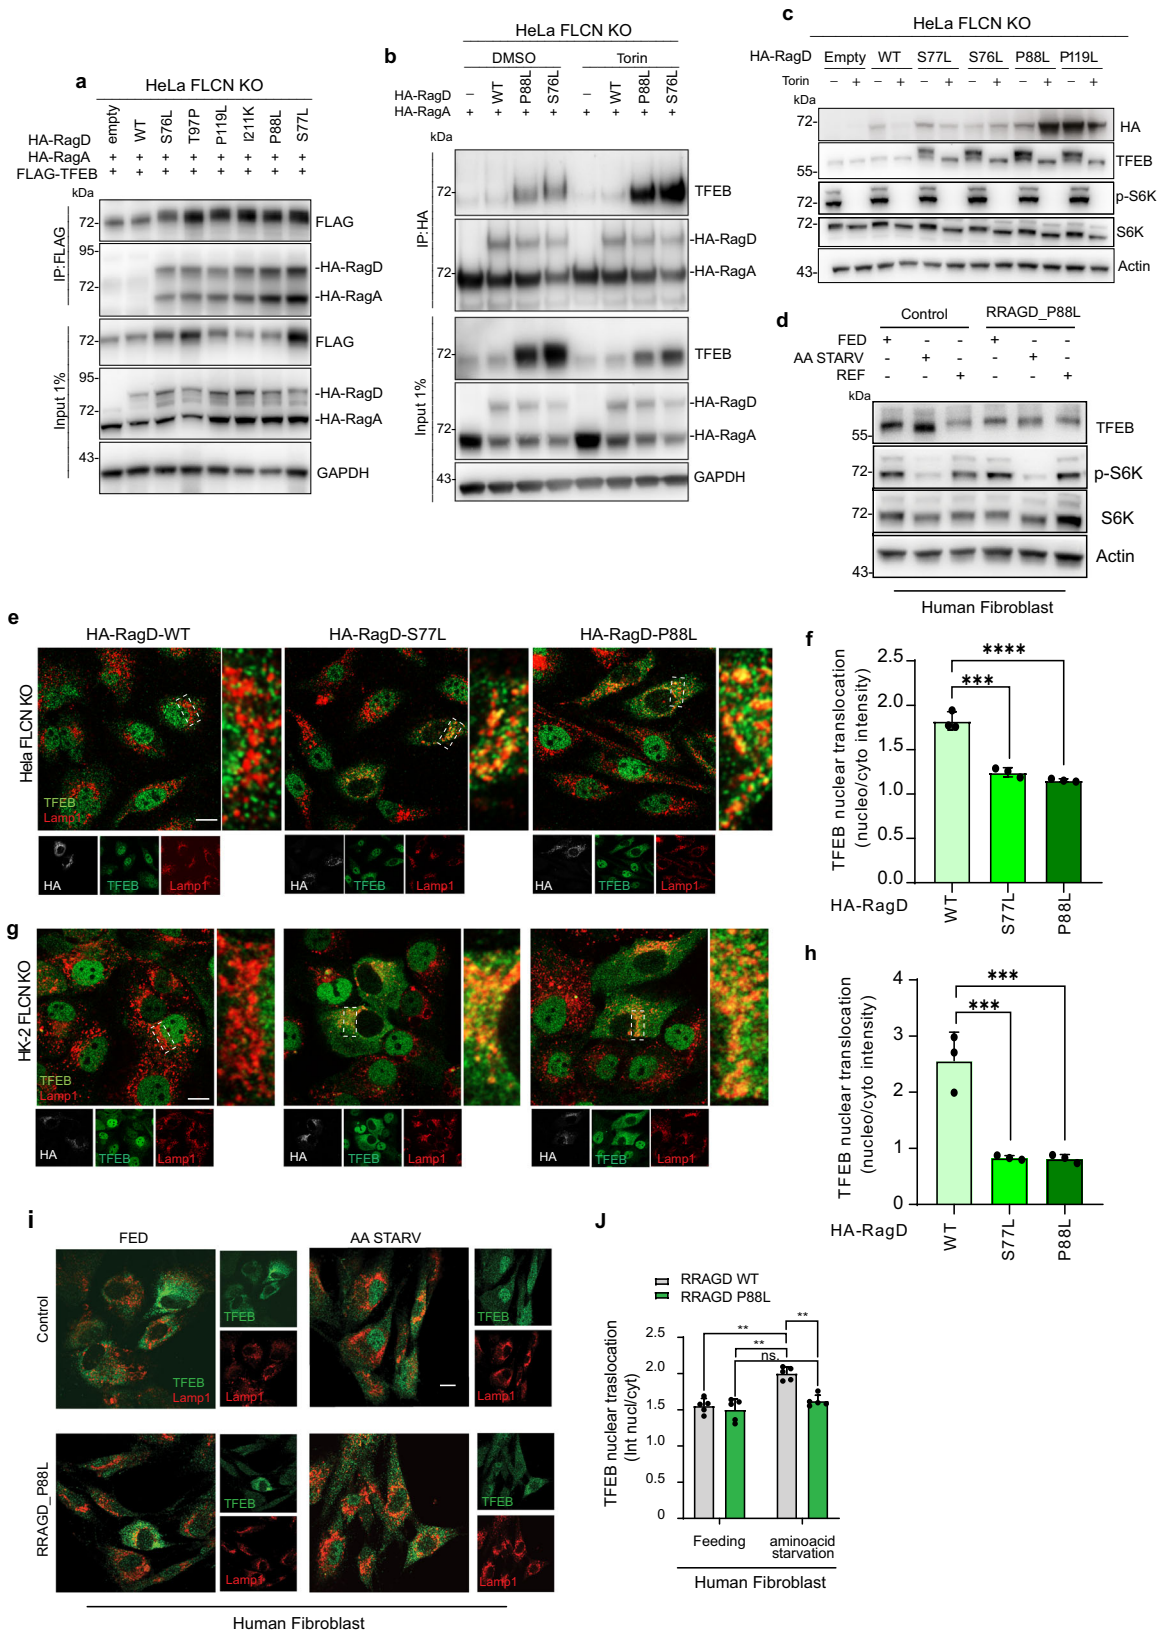 a
HeLa FLCN KO
HA-RagD
empty
WT
S76L
T97P
P119L
I211K
P88L
S77L
HA-RagA + + + + + + + +
FLAG-TFEB + + + + + + + +
kDa
IP:FLAG
72- FLAG
95-
-HA-RagD
72-
-HA-RagA
Input 1%
72- FLAG
95-
-HA-RagD
72-
-HA-RagA
43-
GAPDH
b
HeLa FLCN KO
DMSO Torin
HA-RagD – WT P88L S76L – WT P88L S76L
HA-RagA + + + + + + + +
kDa
IP:HA
72- TFEB
-HA-RagD
72- -HA-RagA
Input 1%
72- TFEB
-HA-RagD
72-
-HA-RagA
43- GAPDH
c
HeLa FLCN KO
HA-RagD Empty WT S77L S76L P88L P119L
Torin – + – + – + – + – + – +
kDa
72- HA
TFEB
55-
72- p-S6K
72- S6K
43- Actin
d
Control RRAGD_P88L
FED + - - + - -
AA STARV - + - - + -
REF - - + - - +
kDa
TFEB
55-
72- p-S6K
72- S6K
Actin
43-
Human Fibroblast
e
HA-RagD-WT HA-RagD-S77L HA-RagD-P88L
Hela FLCN KO
TFEB
Lamp1
HA TFEB Lamp1
HA TFEB Lamp1
HA TFEB Lamp1
f
TFEB nuclear translocation
(nucleo/cyto intensity)
2.5
2.0
1.5
1.0
0.5
0.0
****
***
HA-RagD
WT
S77L
P88L
g
HK-2 FLCN KO
TFEB
Lamp1
HA TFEB Lamp1
HA TFEB Lamp1
HA TFEB Lamp1
h
TFEB nuclear translocation
(nucleo/cyto intensity)
4
3
2
1
0
***
***
HA-RagD
WT
S77L
P88L
i
FED AA STARV
Control
TFEB
Lamp1
TFEB
Lamp1
TFEB
Lamp1
RRAGD_P88L
TFEB
Lamp1
TFEB
Lamp1
Human Fibroblast
J
RRAGD WT
RRAGD P88L
TFEB nuclear traslocation
(Int nucl/cyt)
2.5
2.0
1.5
1.0
0.5
0
**
**
**
ns.
Feeding
aminoacid
starvation
Human Fibroblast